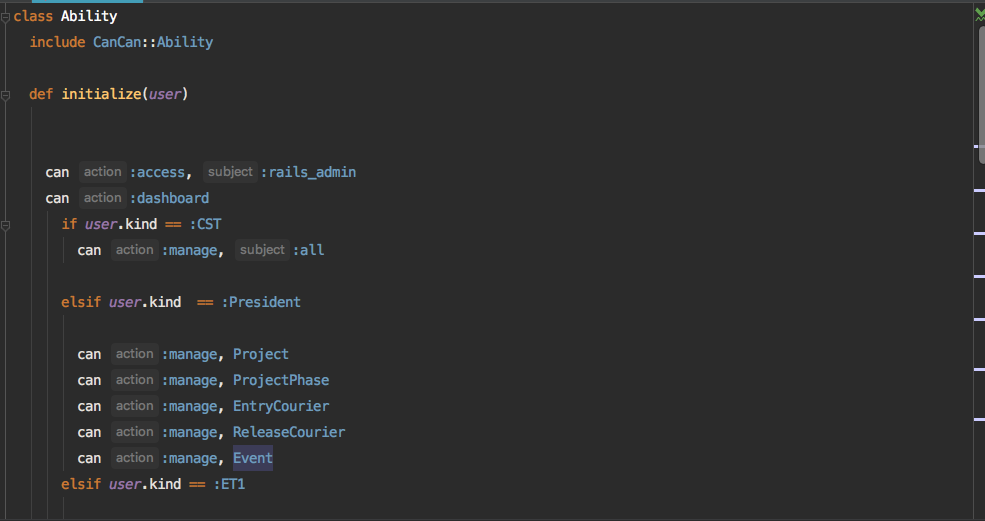 class Ability
include CanCan::Ability
def initialize(user)
can action :access, subject :rails_admin
can action :dashboard
if user.kind == :CST
can action :manage, subject :all
elsif user.kind  == :President
can action :manage, Project
can action :manage, ProjectPhase
can action :manage, EntryCourier
can action :manage, ReleaseCourier
can action :manage, Event
elsif user.kind == :ET1